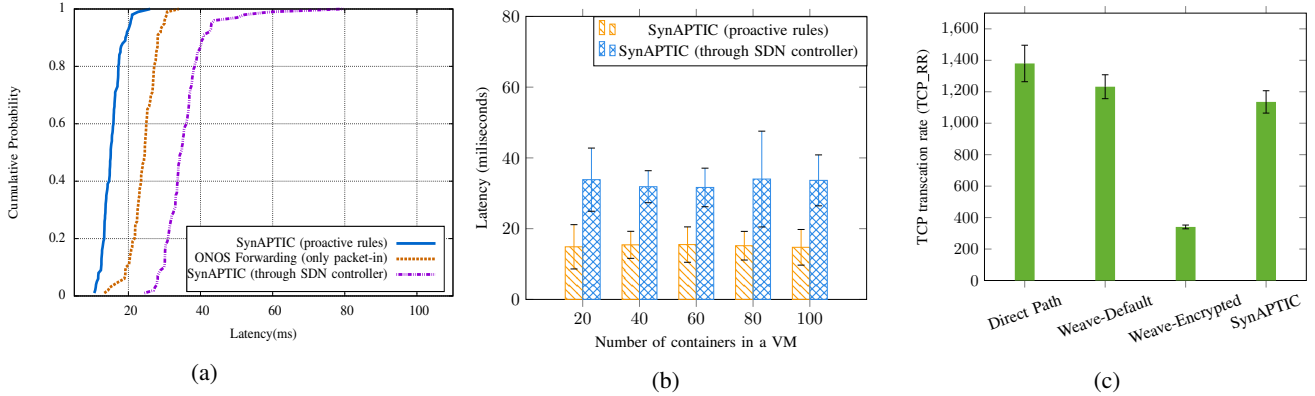 1
0.8
0.6
0.4
0.2
0
20
40
60
80
100
Cumulative Probability
Latency(ms)
SynAPTIC (proactive rules)
ONOS Forwarding (only packet-in)
SynAPTIC (through SDN controller)
(a)
80
60
40
20
0
20
40
60
80
100
Latency (miliseconds)
Number of containers in a VM
SynAPTIC (proactive rules)
SynAPTIC (through SDN controller)
(b)
1,600
1,400
1,200
1,000
800
600
400
200
0
TCP transcation rate (TCP_RR)
Direct Path
Weave-Default
Weave-Encrypted
SynAPTIC
(c)